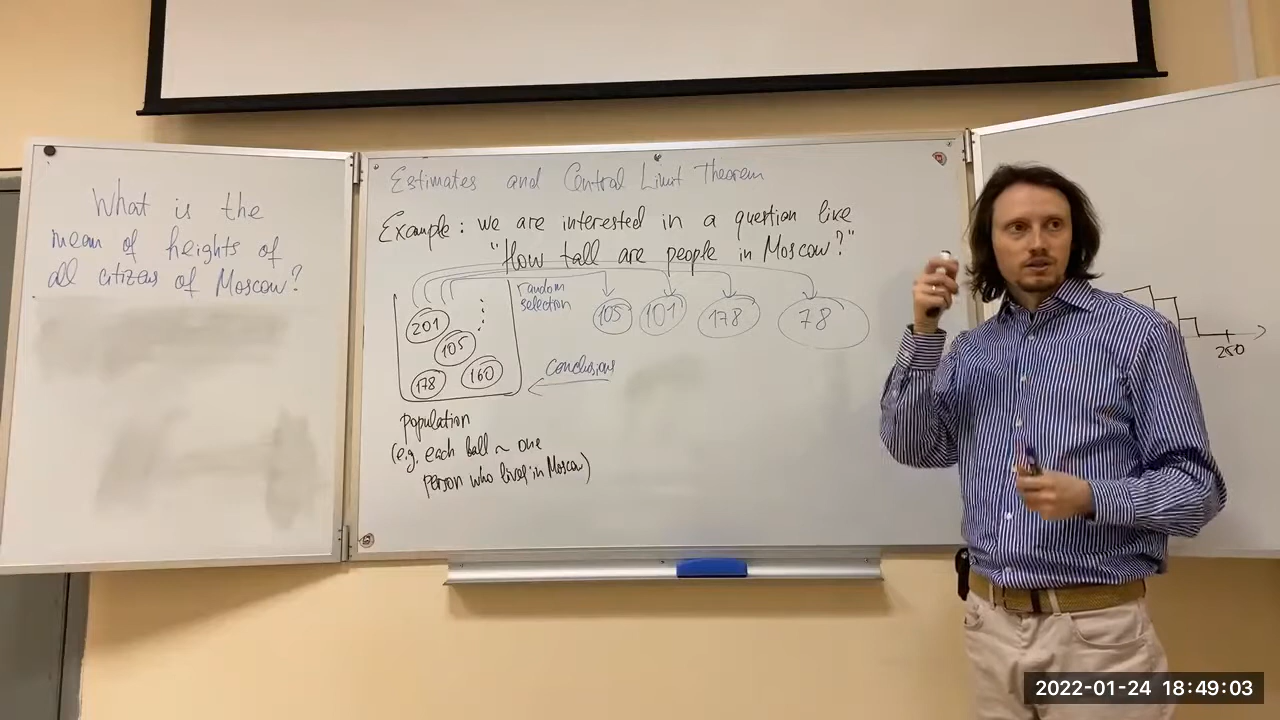 What is the
mean of heights of
all citizens of Moscow?
Estimates and Central Limit Theorem
Example: we are interested in a question like
"How tall are people in Moscow?"
random
selection
201
105
178
160
105
101
178
78
conclusions
population
(e.g. each ball ~ one
person who lives in Moscow)
250
2022-01-24 18:49:03